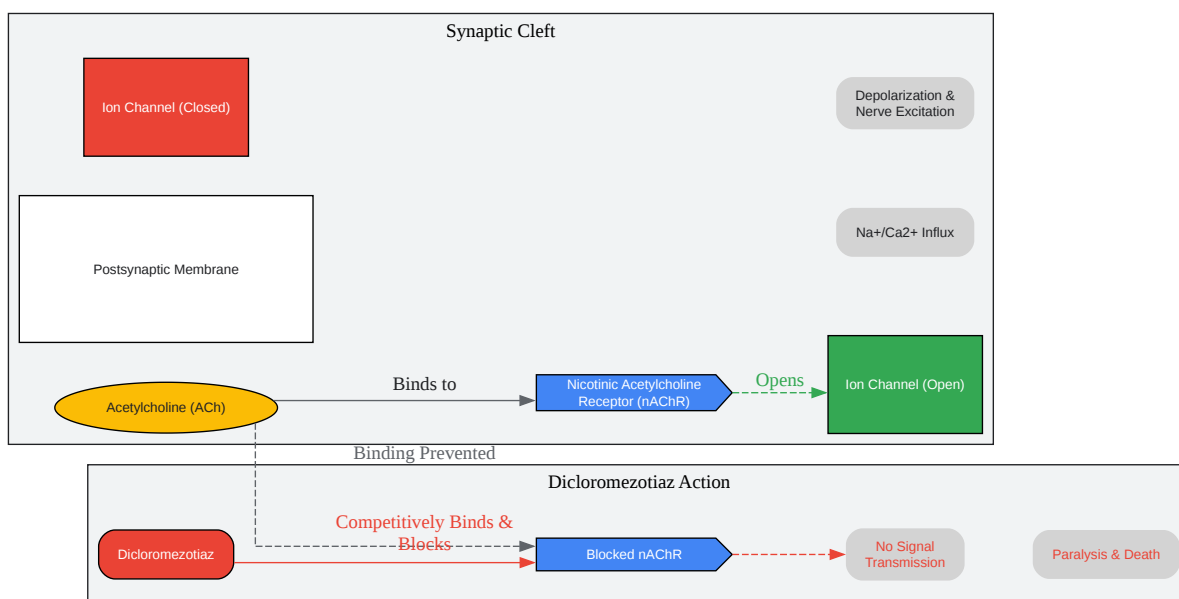 Synaptic Cleft
Ion Channel (Closed)
Depolarization &
Nerve Excitation
Postsynaptic Membrane
Na+/Ca2+ Influx
Acetylcholine (ACh)
Binds to
Nicotinic Acetylcholine
Receptor (nAChR)
Opens
Ion Channel (Open)
Binding Prevented
Dicloromezotiaz Action
Dicloromezotiaz
Competitively Binds &
Blocks
Blocked nAChR
No Signal
Transmission
Paralysis & Death